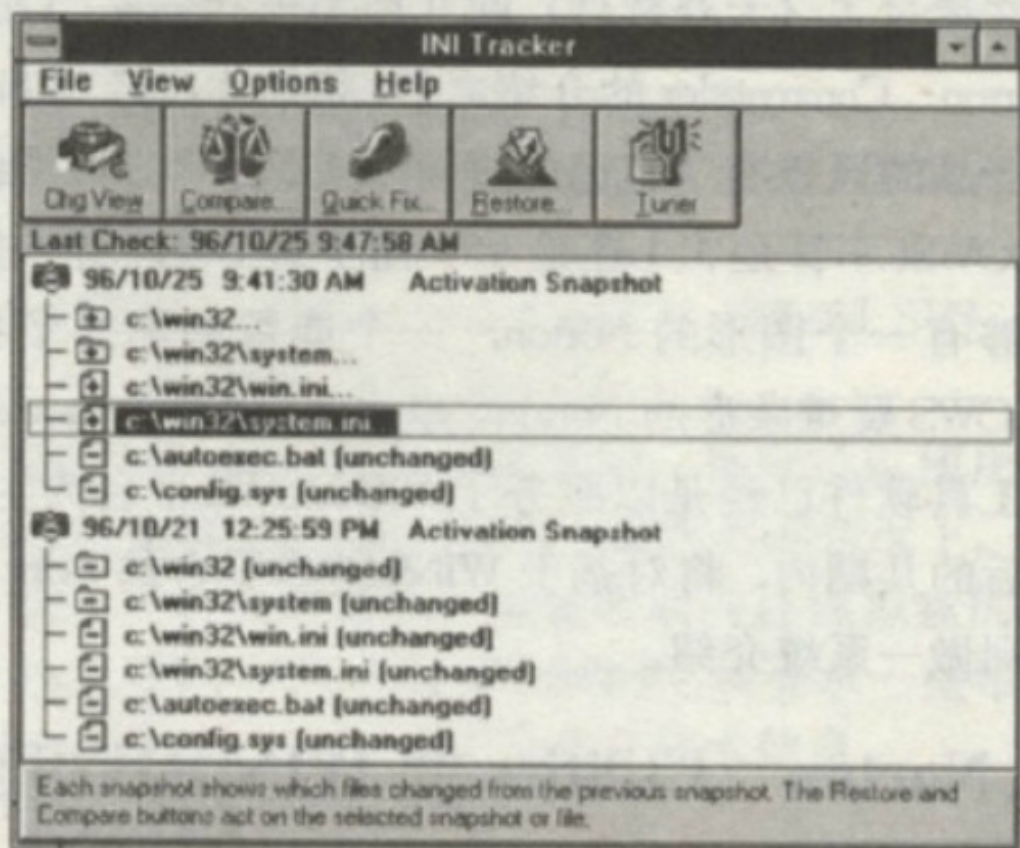 INI Tracker
File View Options Help
Chg View Compare... Quick Fix... Restore... Tuner
Last Check: 96/10/25 9:47:58 AM
96/10/25 9:41:30 AM Activation Snapshot
c:\win32...
c:\win32\system...
c:\win32\win.ini...
c:\win32\system.ini...
c:\autoexec.bat (unchanged)
c:\config.sys (unchanged)
96/10/21 12:25:59 PM Activation Snapshot
c:\win32 (unchanged)
c:\win32\system (unchanged)
c:\win32\win.ini (unchanged)
c:\win32\system.ini (unchanged)
c:\autoexec.bat (unchanged)
c:\config.sys (unchanged)
Each snapshot shows which files changed from the previous snapshot. The Restore and
Compare buttons act on the selected snapshot or file.